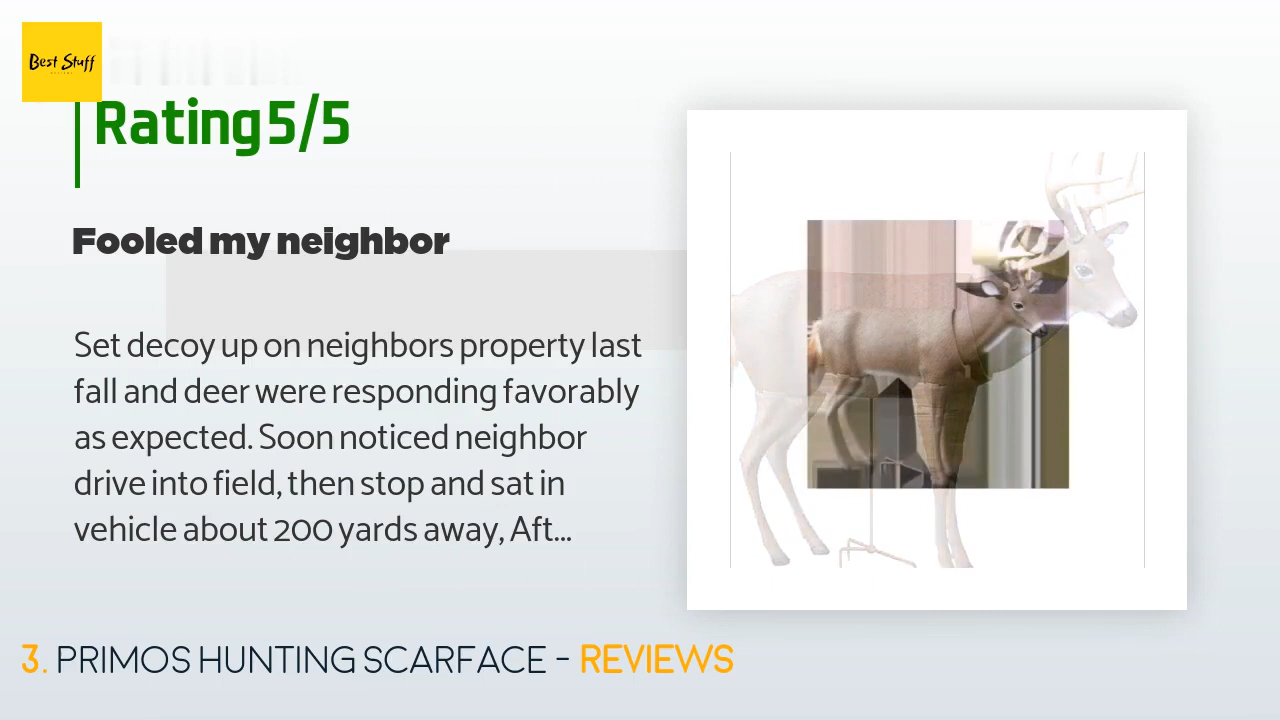 Best Stuff
Rating 5/5
Fooled my neighbor
Set decoy up on neighbors property last
fall and deer were responding favorably
as expected. Soon noticed neighbor
drive into field, then stop and sat in
vehicle about 200 yards away, Aft...
3. PRIMOS HUNTING SCARFACE - REVIEWS